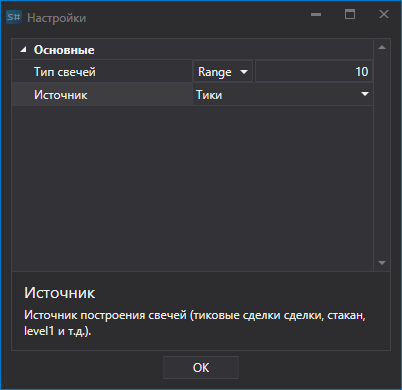 S# Настройки
Основные
Тип свечей Range 10
Источник Тики
Источник
Источник построения свечей (тиковые сделки сделки, стакан,
level1 и т.д.).
OK